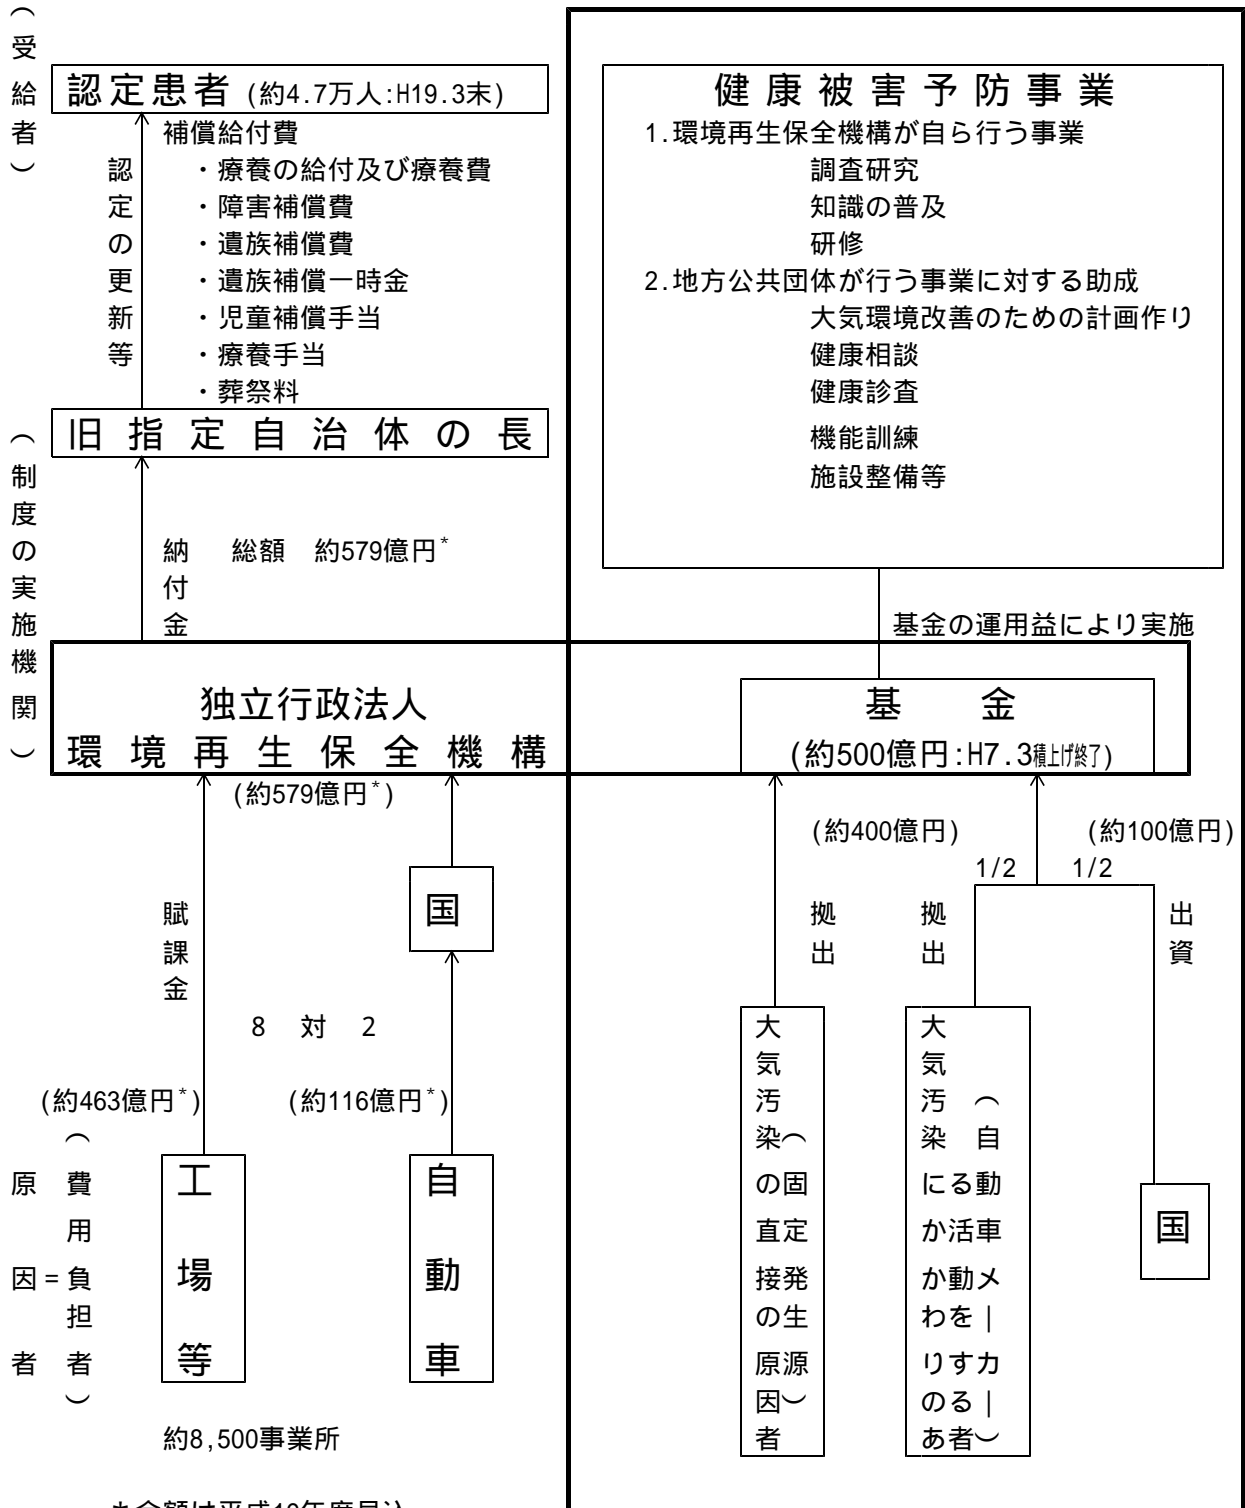 （受給者）
認定患者 (約4.7万人:H19.3末)
認定の更新等
補償給付費
・療養の給付及び療養費
・障害補償費
・遺族補償費
・遺族補償一時金
・児童補償手当
・療養手当
・葬祭料
（制度の実施機関）
旧指定自治体の長
納付金
総額 約579億円*
独立行政法人
環境再生保全機構
(約579億円*)
賦課金
国
8 対 2
(約463億円*)
(約116億円*)
原因者
=
（費用負担者）
工場等
自動車
約8,500事業所
健康被害予防事業
1.環境再生保全機構が自ら行う事業
調査研究
知識の普及
研修
2.地方公共団体が行う事業に対する助成
大気環境改善のための計画作り
健康相談
健康診査
機能訓練
施設整備等
基金の運用益により実施
基金
(約500億円:H7.3積上げ終了)
(約400億円)
(約100億円)
1/2 1/2
拠出
拠出
出資
大気汚染の直接の原因者
（固定発生源）
大気汚染にかかわりのあ
る活動をする者
（自動車メーカー）
国